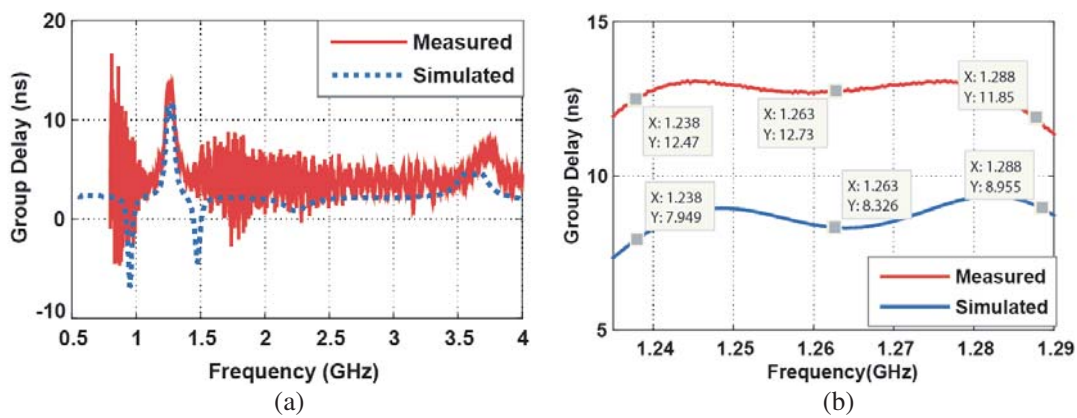 20
10
0
-10
Group Delay (ns)
Measured
Simulated
0.5 1 1.5 2 2.5 3 3.5 4
Frequency (GHz)
(a)
15
10
5
Group Delay (ns)
X: 1.238
Y: 12.47
X: 1.263
Y: 12.73
X: 1.288
Y: 11.85
X: 1.238
Y: 7.949
X: 1.263
Y: 8.326
X: 1.288
Y: 8.955
Measured
Simulated
1.24 1.25 1.26 1.27 1.28 1.29
Frequency(GHz)
(b)